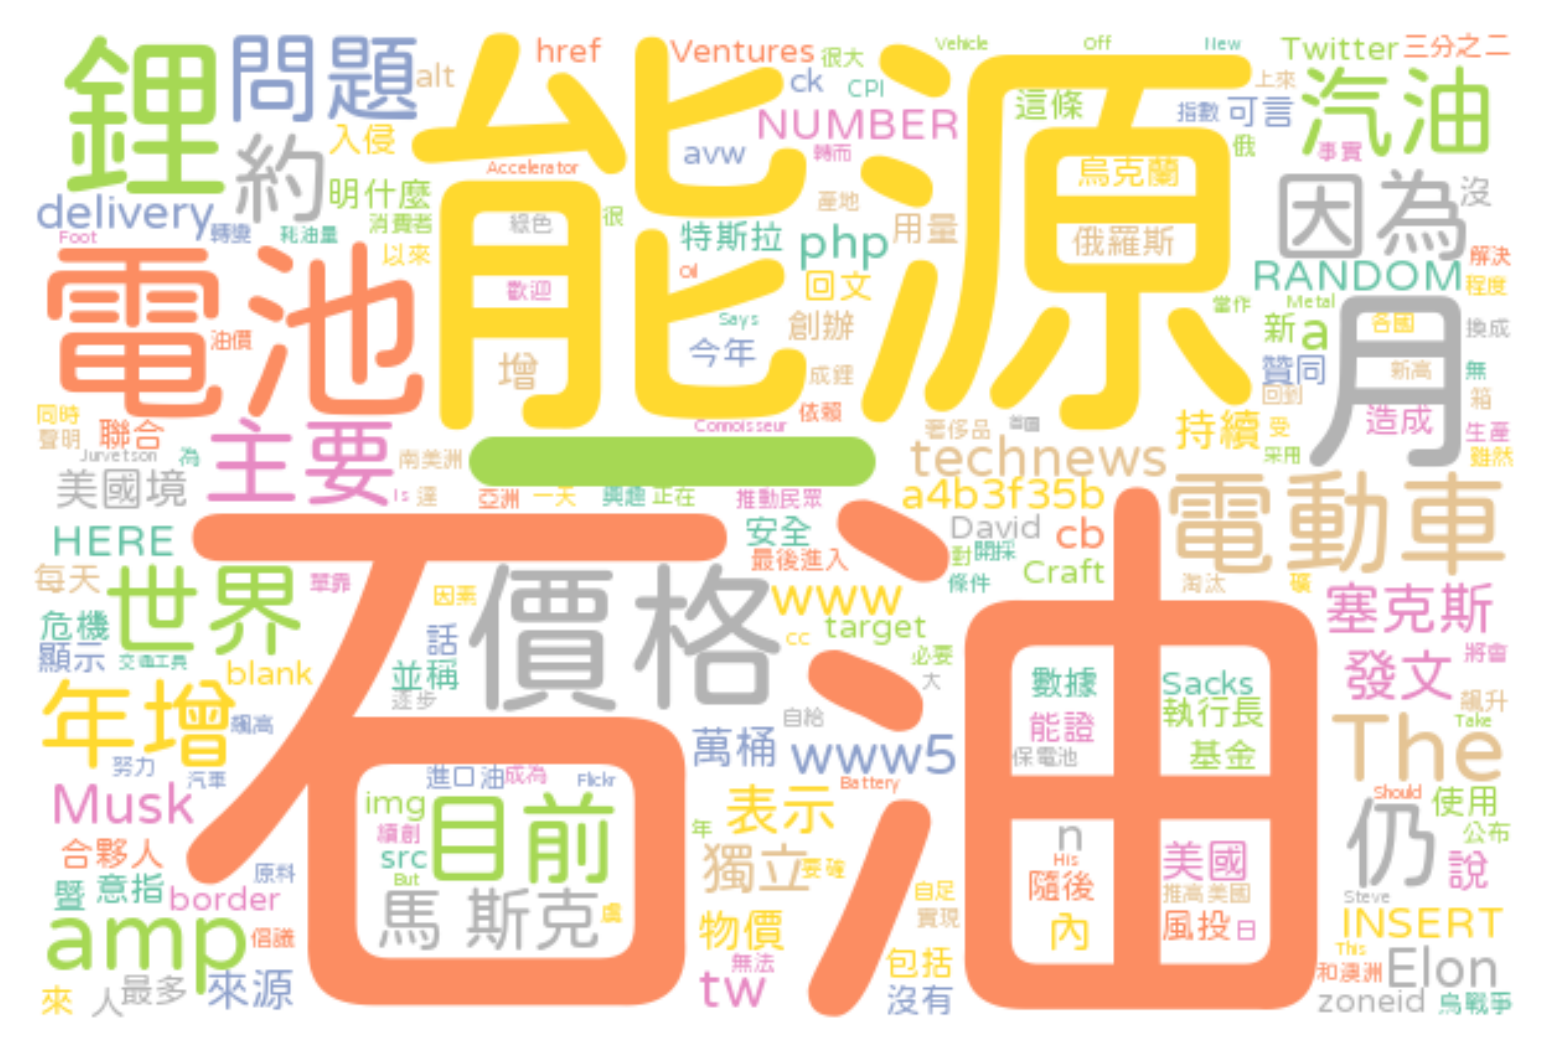 鋰 問題 alt href Ventures 很大 Vehicle Off New Twitter 三分之二
能源 ck CPI 這條 指數 可言 上來 汽油
約 入侵 NUMBER avw 轉而 俄 事實
Accelerator 烏克蘭 因為 沒
delivery 明什麼 綠色 很 產地
Foot 轉變 耗油量 消費者 特斯拉 php 用量 俄羅斯
電池 以來 歡迎 Oil 回文 RANDOM 解決 程度
油價 Says 創辦 當作 Metal 新 a 月 各國 換成
增 今年 成鋰 贊同 新高 無
同時 依賴 回到 箱
聲明 聯合 主要 Connoisseur 奢侈品 持續 受 造成 生產
Jurvetson 為 南美洲 一 technews 采用 雖然
美國境 Is 達 亞洲 一天 興趣 正在 推動民眾 a4b3f35b 電動車
HERE 石油 安全 David cb
每天 世界 單靠 價格 最後進入 對 開採 條件 Craft 淘汰 礦
危機 因素 www target 塞克斯
顯示 交通工具 blank 話 並稱 cc 必要 數據 Sacks 發文 將會
年增 飆高 逐步 自給 大 能證 執行長 飆升
努力 汽車 萬桶 www5 保電池 基金 The Take
Musk 進口油 成為 Flickr Battery Should
img 目前 表示 n 仍 使用
合夥人 續創 src 年 獨立 要確 His 美國 公布
暨 意指 原料 But 隨後 推高 美國 說
border 馬 斯克 自足 Steve
amp 倡議 物價 實現 內 風投 日 INSERT
來 人 最多 來源 無法 tw 包括 This 和澳洲 Elon
沒有 zoneid 烏戰爭